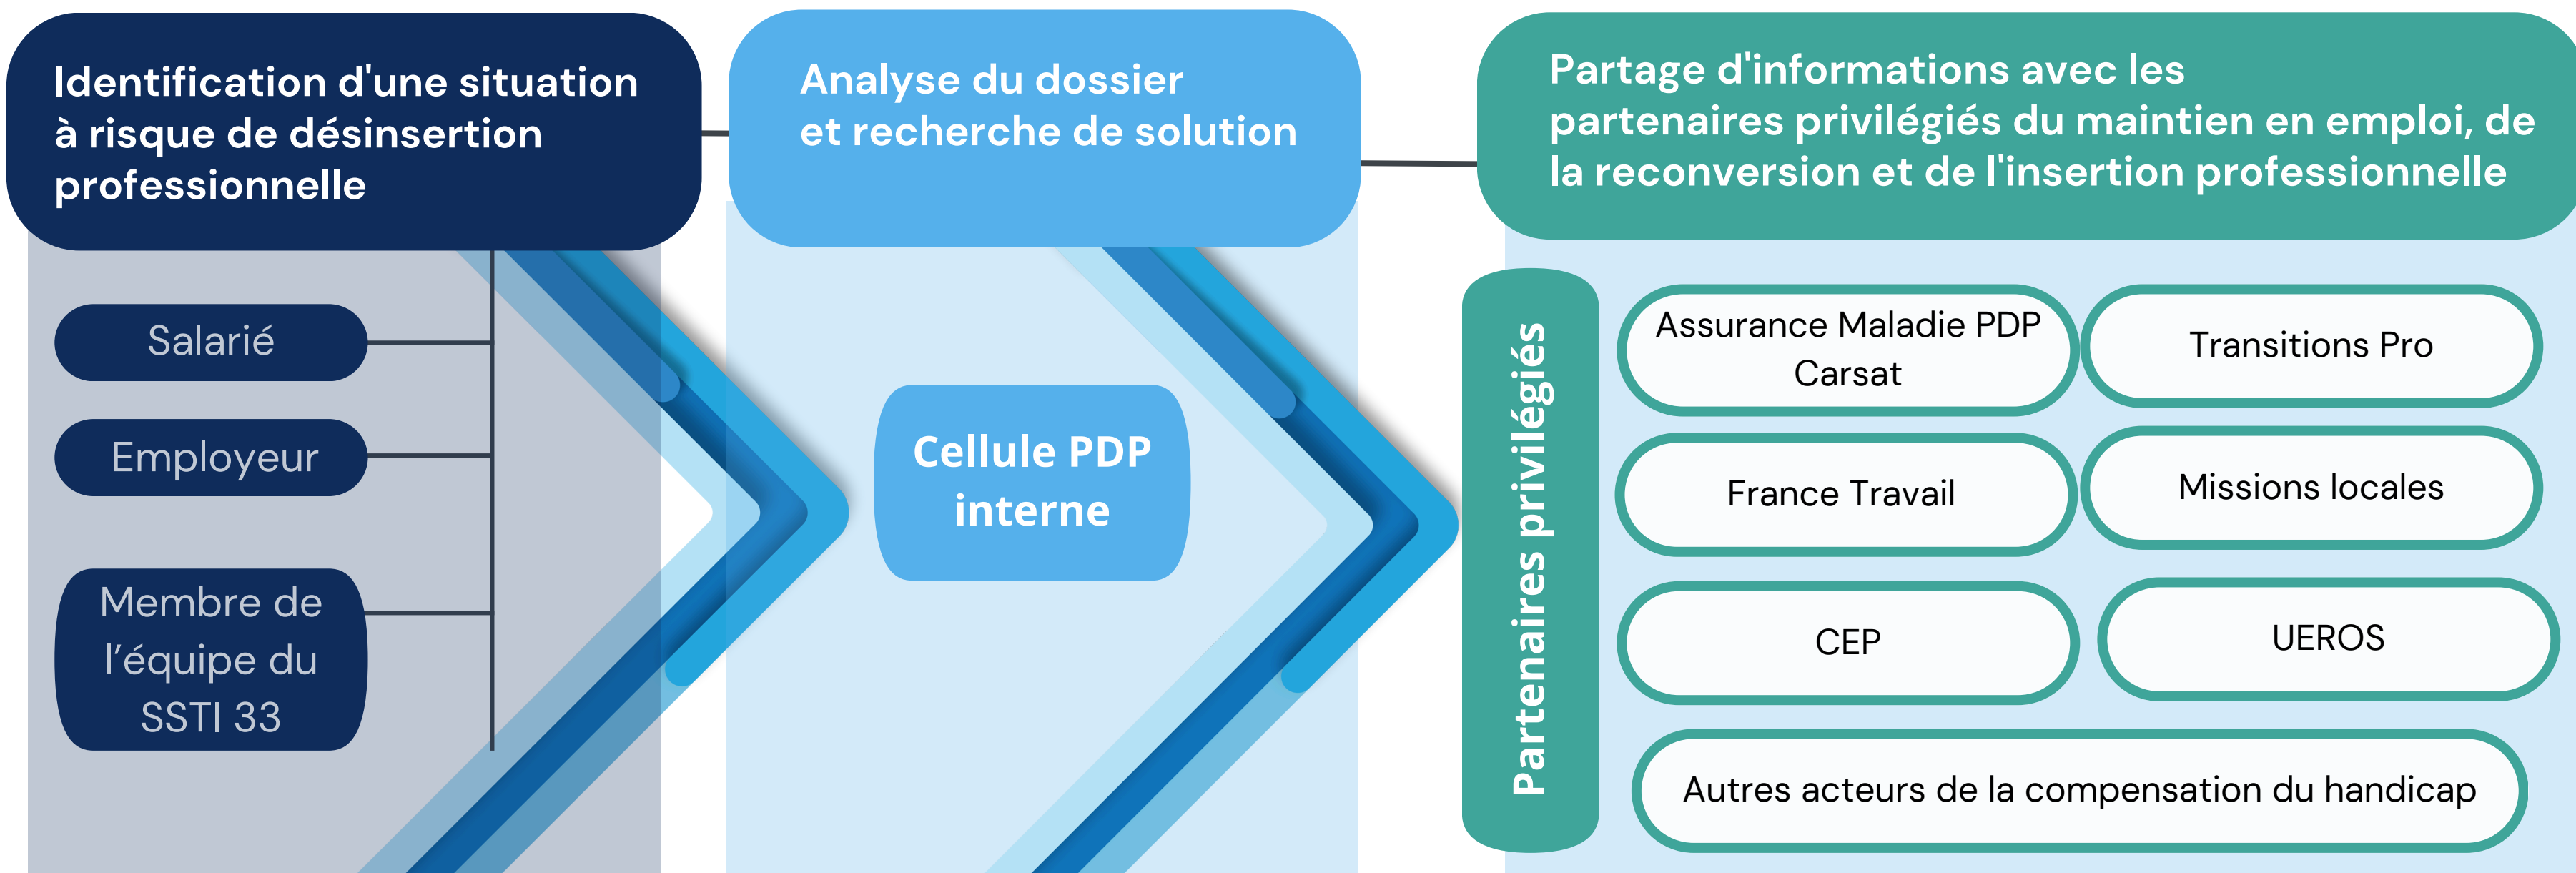 Identification d'une situation
à risque de désinsertion
professionnelle
Salarié
Employeur
Membre de
l’équipe du
SSTI 33
Analyse du dossier
et recherche de solution
Cellule PDP
interne
Partage d'informations avec les
partenaires privilégiés du maintien en emploi, de
la reconversion et de l'insertion professionnelle
Partenaires privilégiés
Assurance Maladie PDP
Carsat
Transitions Pro
France Travail
Missions locales
CEP
UEROS
Autres acteurs de la compensation du handicap